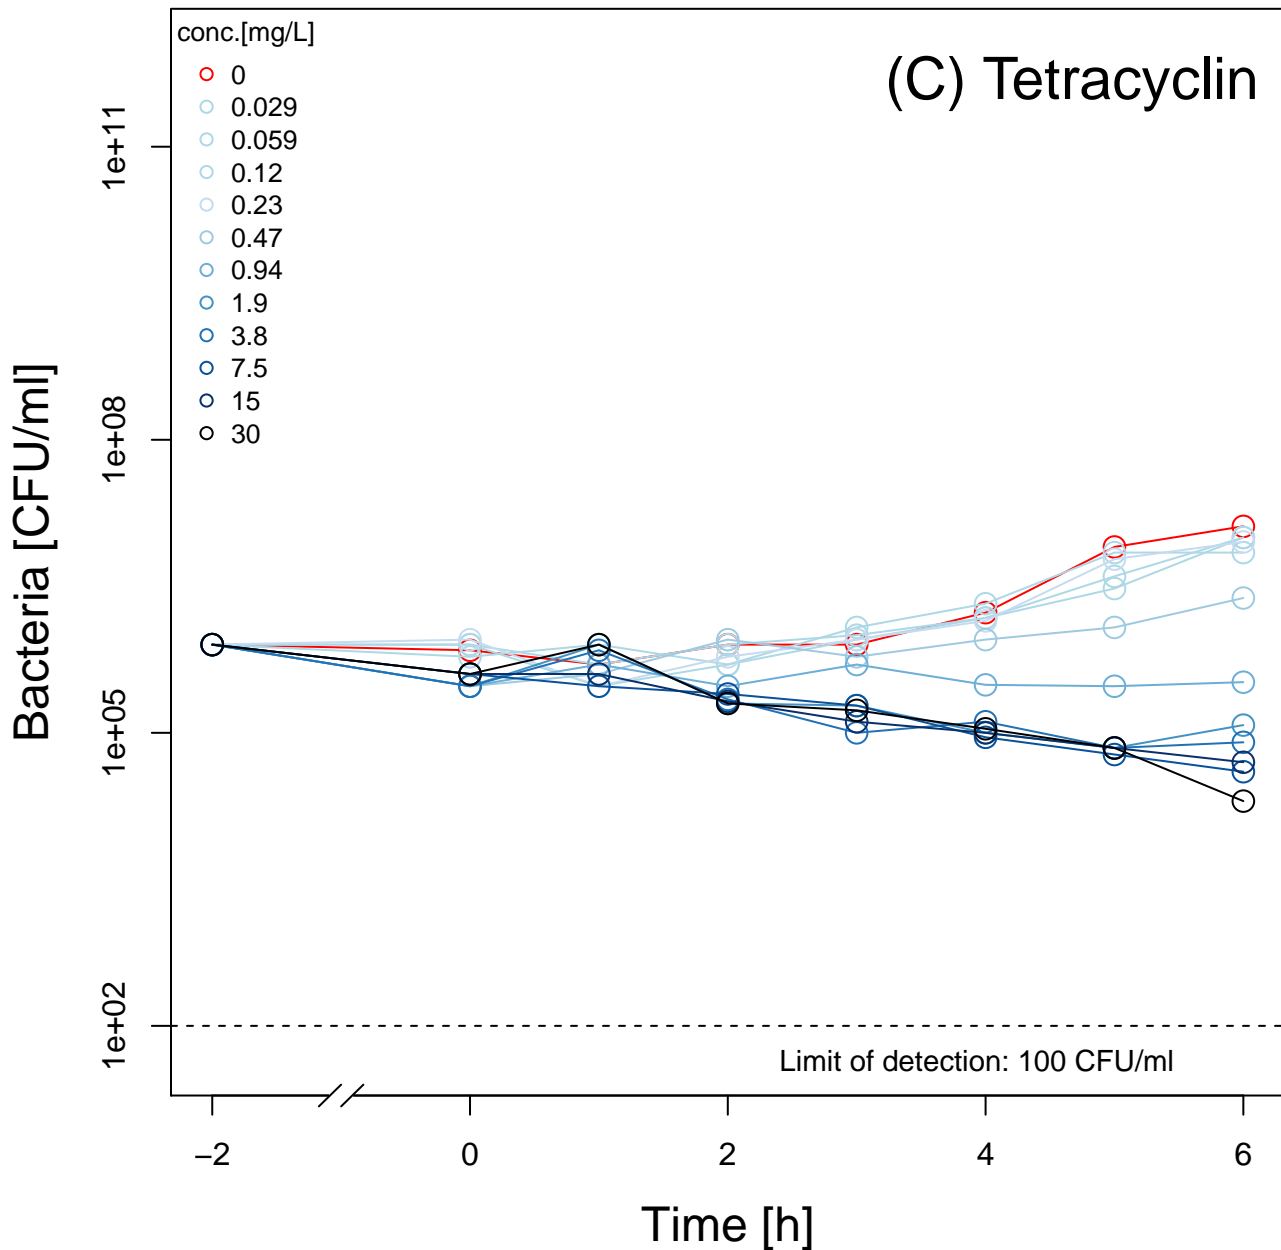 (C) Tetracyclin
conc.[mg/L]
0
0.029
0.059
0.12
0.23
0.47
0.94
1.9
3.8
7.5
15
30
Bacteria [CFU/ml]
1e+11
1e+08
1e+05
1e+02
Limit of detection: 100 CFU/ml
−2
0
2
4
6
Time [h]